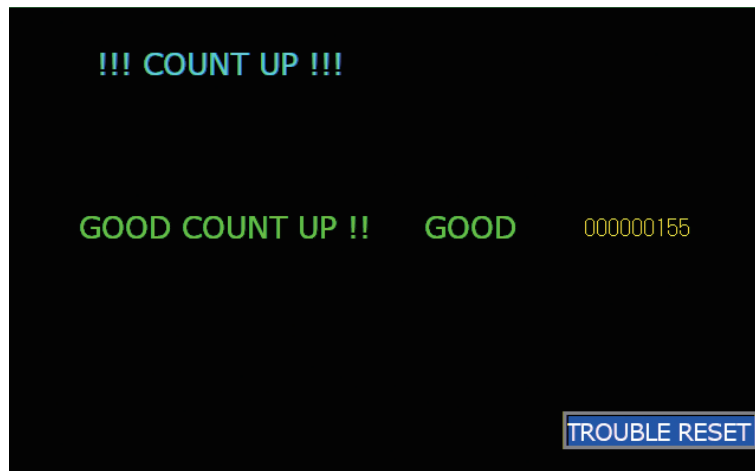 !!! COUNT UP !!!
GOOD COUNT UP !! GOOD 000000155
TROUBLE RESET